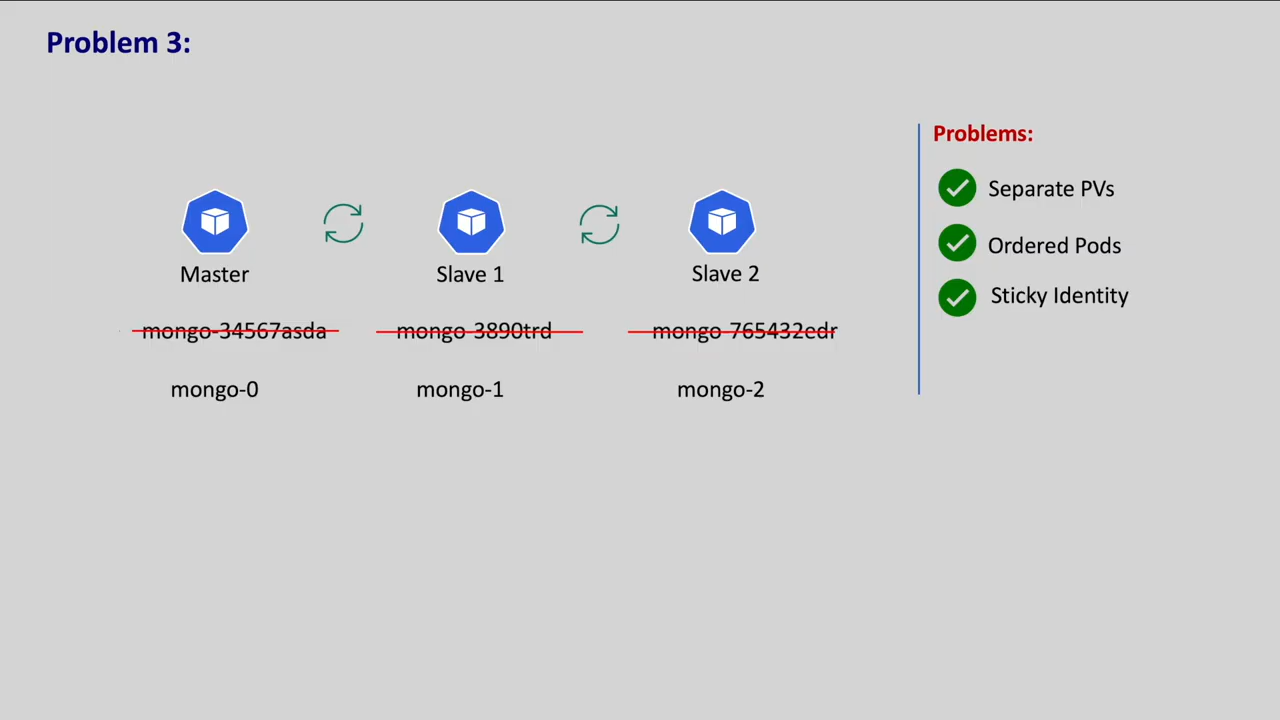 Problem 3:
Problems:
Separate PVs
Ordered Pods
Sticky Identity
Master
Slave 1
Slave 2
mongo-34567asda
mongo-3890trd
mongo-765432edr
mongo-0
mongo-1
mongo-2